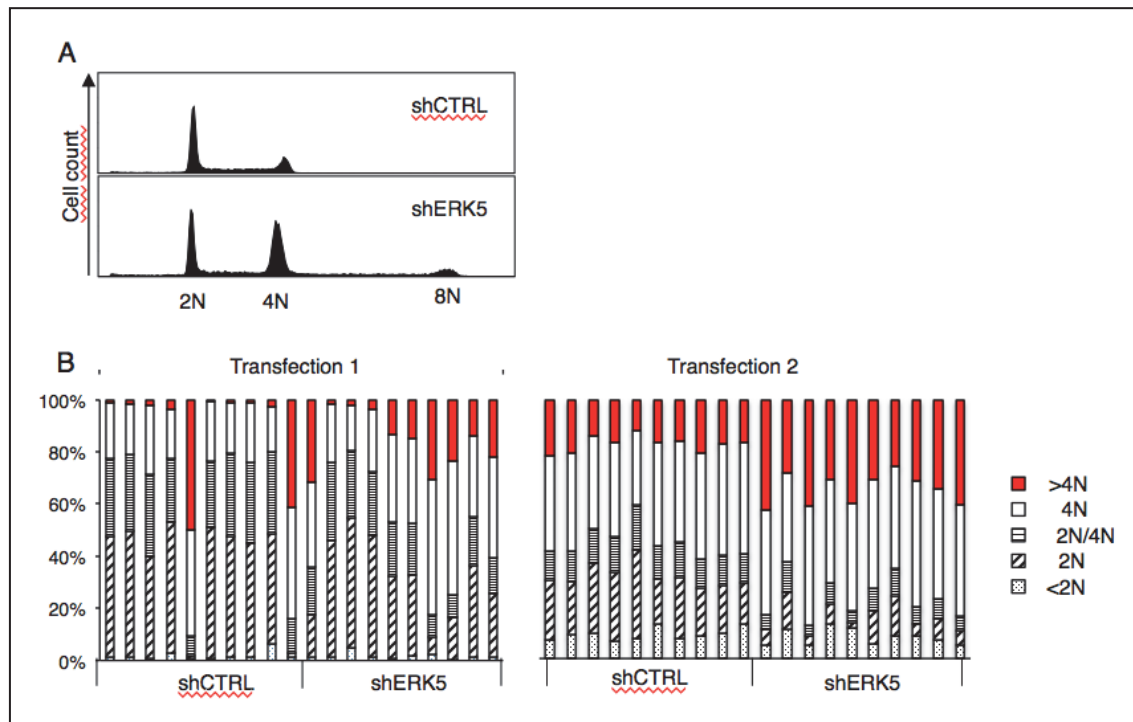 A
shCTRL
Cell count
shERK5
2N 4N 8N
B Transfection 1 Transfection 2
100%
80%
60%
40%
20%
0%
>4N
4N
2N/4N
2N
<2N
shCTRL shERK5 shCTRL shERK5